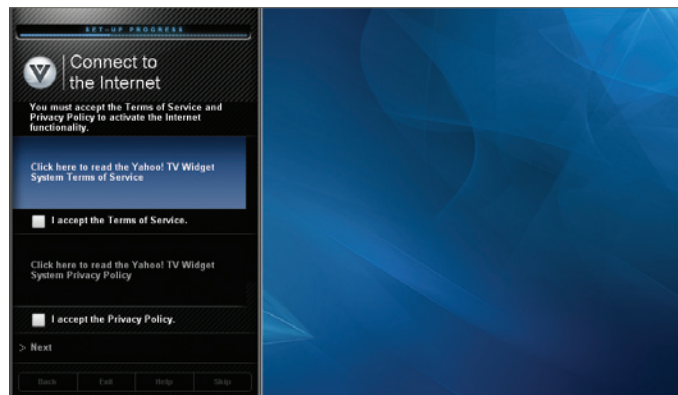 SET-UP PROGRESS
V
Connect to
the Internet
You must accept the Terms of Service and
Privacy Policy to activate the Internet
functionality.
Click here to read the Yahoo! TV Widget
System Terms of Service
I accept the Terms of Service.
Click here to read the Yahoo! TV Widget
System Privacy Policy
I accept the Privacy Policy.
> Next
Back Exit Help Skip